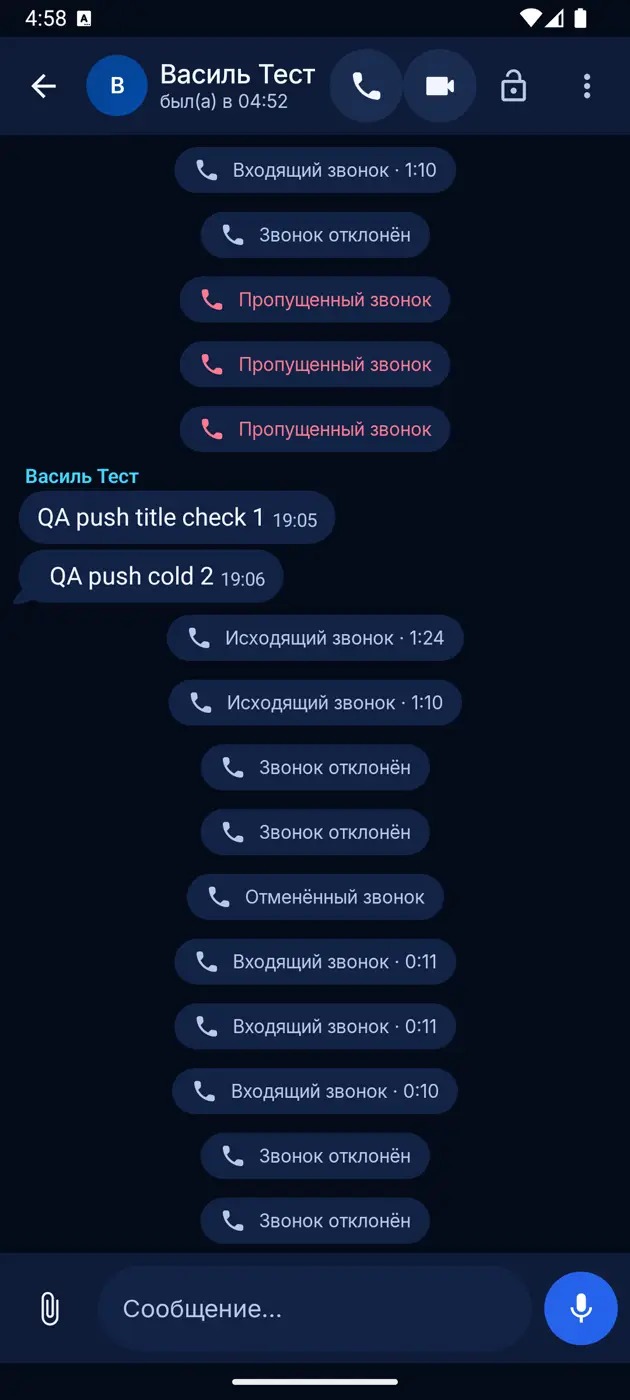 4:58 A
В
Василь Тест
был(а) в 04:52
Входящий звонок · 1:10
Звонок отклонён
Пропущенный звонок
Пропущенный звонок
Пропущенный звонок
Василь Тест
QA push title check 1 19:05
QA push cold 2 19:06
Исходящий звонок · 1:24
Исходящий звонок · 1:10
Звонок отклонён
Звонок отклонён
Отменённый звонок
Входящий звонок · 0:11
Входящий звонок · 0:11
Входящий звонок · 0:10
Звонок отклонён
Звонок отклонён
Сообщение...